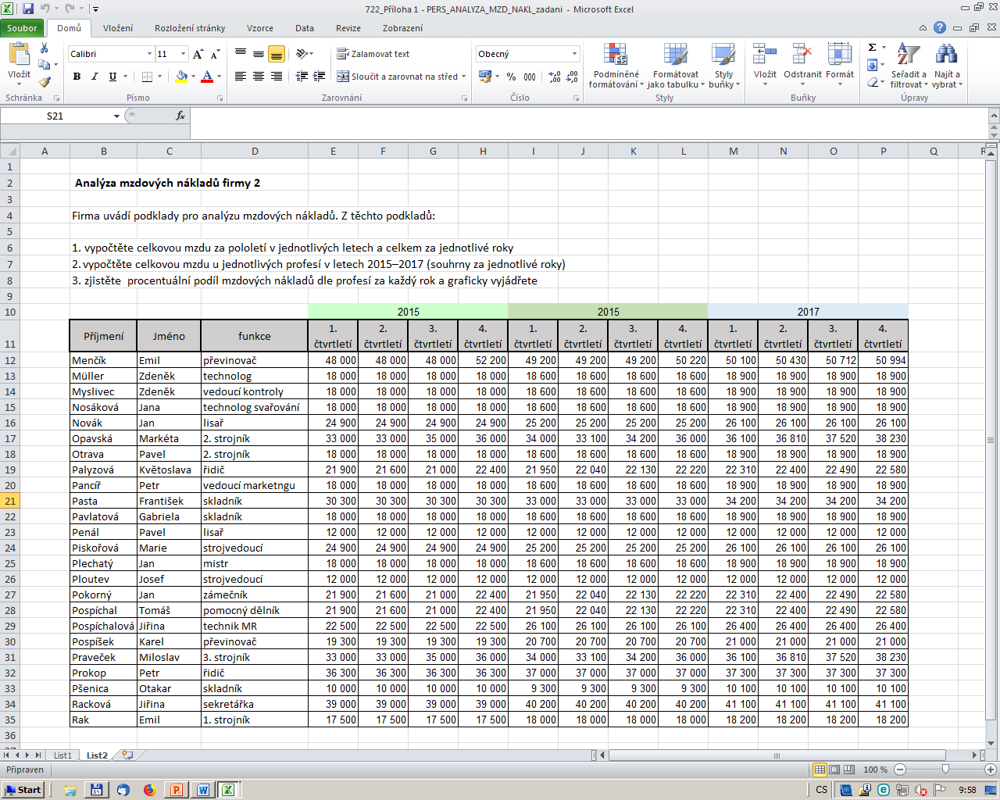 722_Příloha 1 - PERS_ANALYZA_MZD_NAKL_zadani - Microsoft Excel
Soubor Domů Vložení Rozložení stránky Vzorce Data Revize Zobrazení
Vložit Calibri 11 Zalamovat text Obecný Podmíněné formátování Formátovat jako tabulku Styly buňky Vložit Odstranit Formát Seřadit a filtrovat Najít a vybrat
B I U Sloučit a zarovnat na střed % 000
Schránka Písmo Zarovnání Číslo Styly Buňky Úpravy
S21 fx
A B C D E F G H I J K L M N O P Q R
1
2 Analýza mzdových nákladů firmy 2
3
4 Firma uvádí podklady pro analýzu mzdových nákladů. Z těchto podkladů:
5
6 1. vypočtěte celkovou mzdu za pololetí v jednotlivých letech a celkem za jednotlivé roky
7 2. vypočtěte celkovou mzdu u jednotlivých profesí v letech 2015–2017 (souhrny za jednotlivé roky)
8 3. zjistěte procentuální podíl mzdových nákladů dle profesí za každý rok a graficky vyjádřete
9
10 2015 2015 2017
11 Příjmení Jméno funkce 1. čtvrtletí 2. čtvrtletí 3. čtvrtletí 4. čtvrtletí 1. čtvrtletí 2. čtvrtletí 3. čtvrtletí 4. čtvrtletí 1. čtvrtletí 2. čtvrtletí 3. čtvrtletí 4. čtvrtletí
12 Menčík Emil převinovač 48 000 48 000 48 000 52 200 49 200 49 200 49 200 50 220 50 100 50 430 50 712 50 994
13 Müller Zdeněk technolog 18 000 18 000 18 000 18 000 18 600 18 600 18 600 18 600 18 900 18 900 18 900 18 900
14 Myslivec Zdeněk vedoucí kontroly 18 000 18 000 18 000 18 000 18 600 18 600 18 600 18 600 18 900 18 900 18 900 18 900
15 Nosáková Jana technolog svařování 18 000 18 000 18 000 18 000 18 600 18 600 18 600 18 600 18 900 18 900 18 900 18 900
16 Novák Jan lisař 24 900 24 900 24 900 24 900 25 200 25 200 25 200 25 200 26 100 26 100 26 100 26 100
17 Opavská Markéta 2. strojník 33 000 33 000 35 000 36 000 34 000 33 100 34 200 36 000 36 100 36 810 37 520 38 230
18 Otrava Pavel 2. strojník 18 000 18 000 18 000 18 000 18 600 18 600 18 600 18 600 18 900 18 900 18 900 18 900
19 Palyzová Květoslava řidič 21 900 21 600 21 000 22 400 21 950 22 040 22 130 22 220 22 310 22 400 22 490 22 580
20 Pancíř Petr vedoucí marketngu 18 000 18 000 18 000 18 000 18 600 18 600 18 600 18 600 18 900 18 900 18 900 18 900
21 Pasta František skladník 30 300 30 300 30 300 30 300 33 000 33 000 33 000 33 000 34 200 34 200 34 200 34 200
22 Pavlatová Gabriela skladník 18 000 18 000 18 000 18 000 18 600 18 600 18 600 18 600 18 900 18 900 18 900 18 900
23 Penál Pavel lisař 12 000 12 000 12 000 12 000 12 000 12 000 12 000 12 000 12 000 12 000 12 000 12 000
24 Piskořová Marie strojvedoucí 24 900 24 900 24 900 24 900 25 200 25 200 25 200 25 200 26 100 26 100 26 100 26 100
25 Plechatý Jan mistr 18 000 18 000 18 000 18 000 18 600 18 600 18 600 18 600 18 900 18 900 18 900 18 900
26 Ploutev Josef strojvedoucí 12 000 12 000 12 000 12 000 12 000 12 000 12 000 12 000 12 000 12 000 12 000 12 000
27 Pokorný Jan zámečník 21 900 21 600 21 000 22 400 21 950 22 040 22 130 22 220 22 310 22 400 22 490 22 580
28 Pospíchal Tomáš pomocný dělník 21 900 21 600 21 000 22 400 21 950 22 040 22 130 22 220 22 310 22 400 22 490 22 580
29 Pospíchalová Jiřina technik MR 22 500 22 500 22 500 22 500 26 100 26 100 26 100 26 100 26 400 26 400 26 400 26 400
30 Pospíšek Karel převinovač 19 300 19 300 19 300 19 300 20 700 20 700 20 700 20 700 21 000 21 000 21 000 21 000
31 Praveček Miloslav 3. strojník 33 000 33 000 35 000 36 000 34 000 33 100 34 200 36 000 36 100 36 810 37 520 38 230
32 Prokop Petr řidič 36 300 36 300 36 300 36 300 37 000 37 000 37 000 37 000 37 300 37 300 37 300 37 300
33 Pšenica Otakar skladník 10 000 10 000 10 000 10 000 9 300 9 300 9 300 9 300 10 100 10 100 10 100 10 100
34 Racková Jiřina sekretářka 39 000 39 000 39 000 39 000 40 200 40 200 40 200 40 200 41 100 41 100 41 100 41 100
35 Rak Emil 1. strojník 17 500 17 500 17 500 17 500 18 000 18 000 18 000 18 000 18 200 18 200 18 200 18 200
36
List1 List2
Připraven 100 %
Start CS 9:58